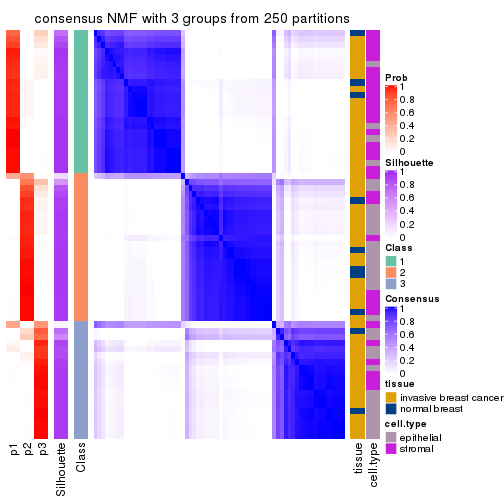 consensus NMF with 3 groups from 250 partitions
Prob
1
0.8
0.6
0.4
0.2
0
Silhouette
1
0.8
0.6
0.4
0.2
0
Class
1
2
3
Consensus
1
0.8
0.6
0.4
0.2
0
tissue
invasive breast cancer
normal breast
cell.type
epithelial
stromal
p1
p2
p3
Silhouette
Class
tissue
cell.type